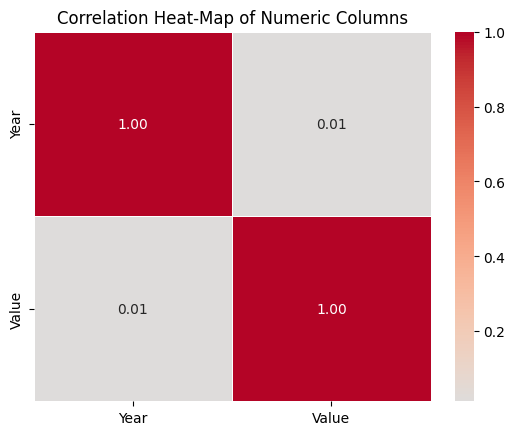 Correlation Heat-Map of Numeric Columns
Year
1.00
0.01
Value
0.01
1.00
Year
Value
1.0
0.8
0.6
0.4
0.2